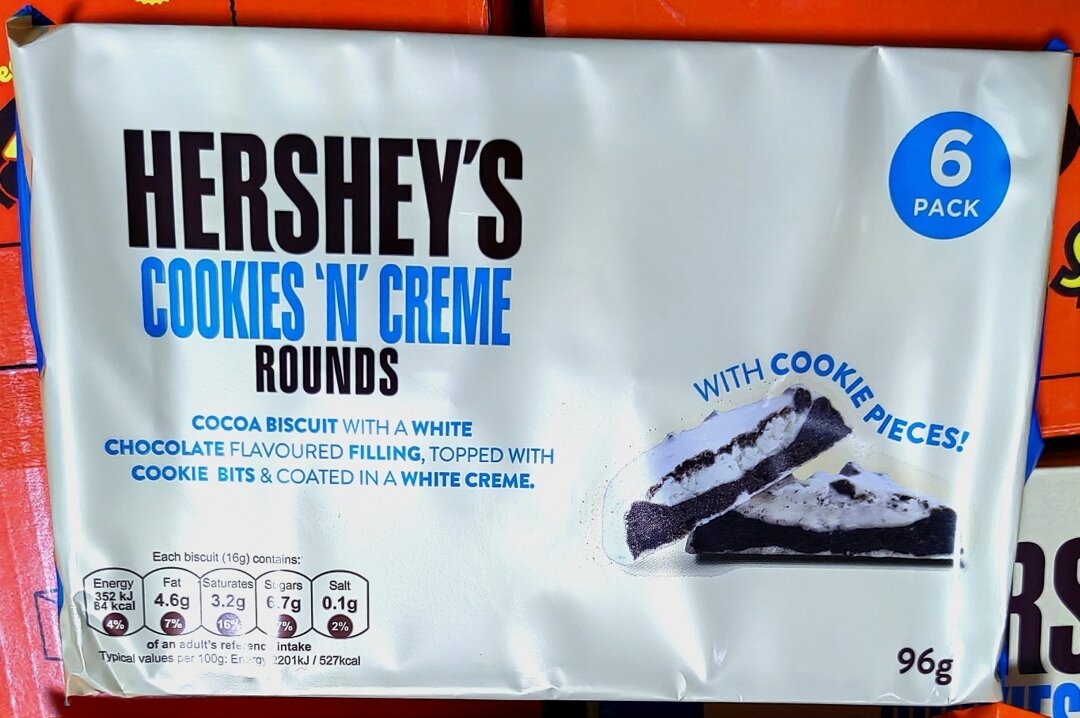 HERSHEY'S
COOKIES 'N' CREME
ROUNDS
COCOA BISCUIT WITH A WHITE
CHOCOLATE FLAVOURED FILLING, TOPPED WITH
COOKIE BITS & COATED IN A WHITE CREME.
6
PACK
WITH COOKIE PIECES!
Each biscuit (16g) contains:
Energy Fat Saturates Sugars Salt
352 kJ
84 kcal 4.6g 3.2g 6.7g 0.1g
4% 7% 16% 7% 2%
of an adult's reference intake
Typical values per 100g: Energy 2201kJ / 527kcal
96g
RS